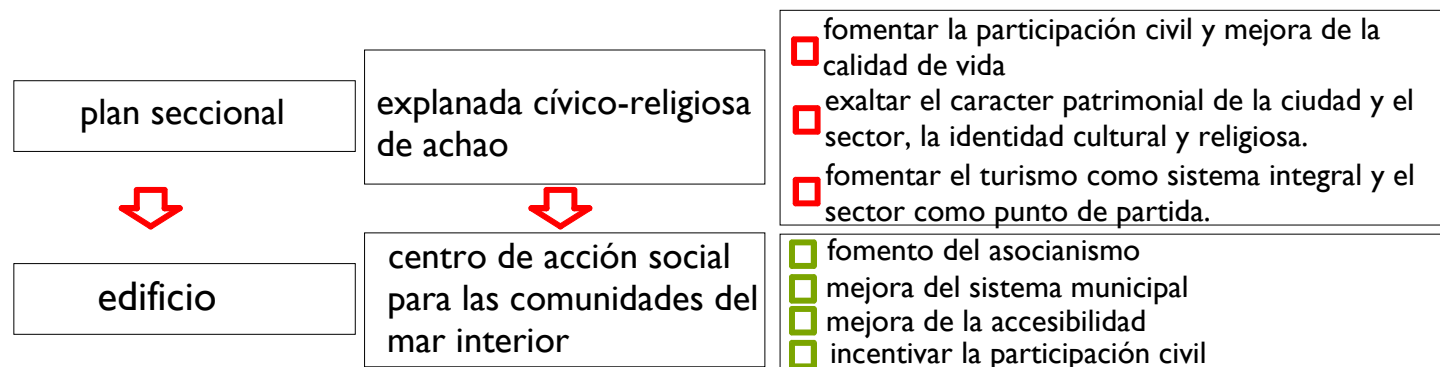 plan seccional
explanada cívico-religiosa
de achao
fomentar la participación civil y mejora de la
calidad de vida
exaltar el caracter patrimonial de la ciudad y el
sector, la identidad cultural y religiosa.
fomentar el turismo como sistema integral y el
sector como punto de partida.
edificio
centro de acción social
para las comunidades del
mar interior
fomento del asocianismo
mejora del sistema municipal
mejora de la accesibilidad
incentivar la participación civil